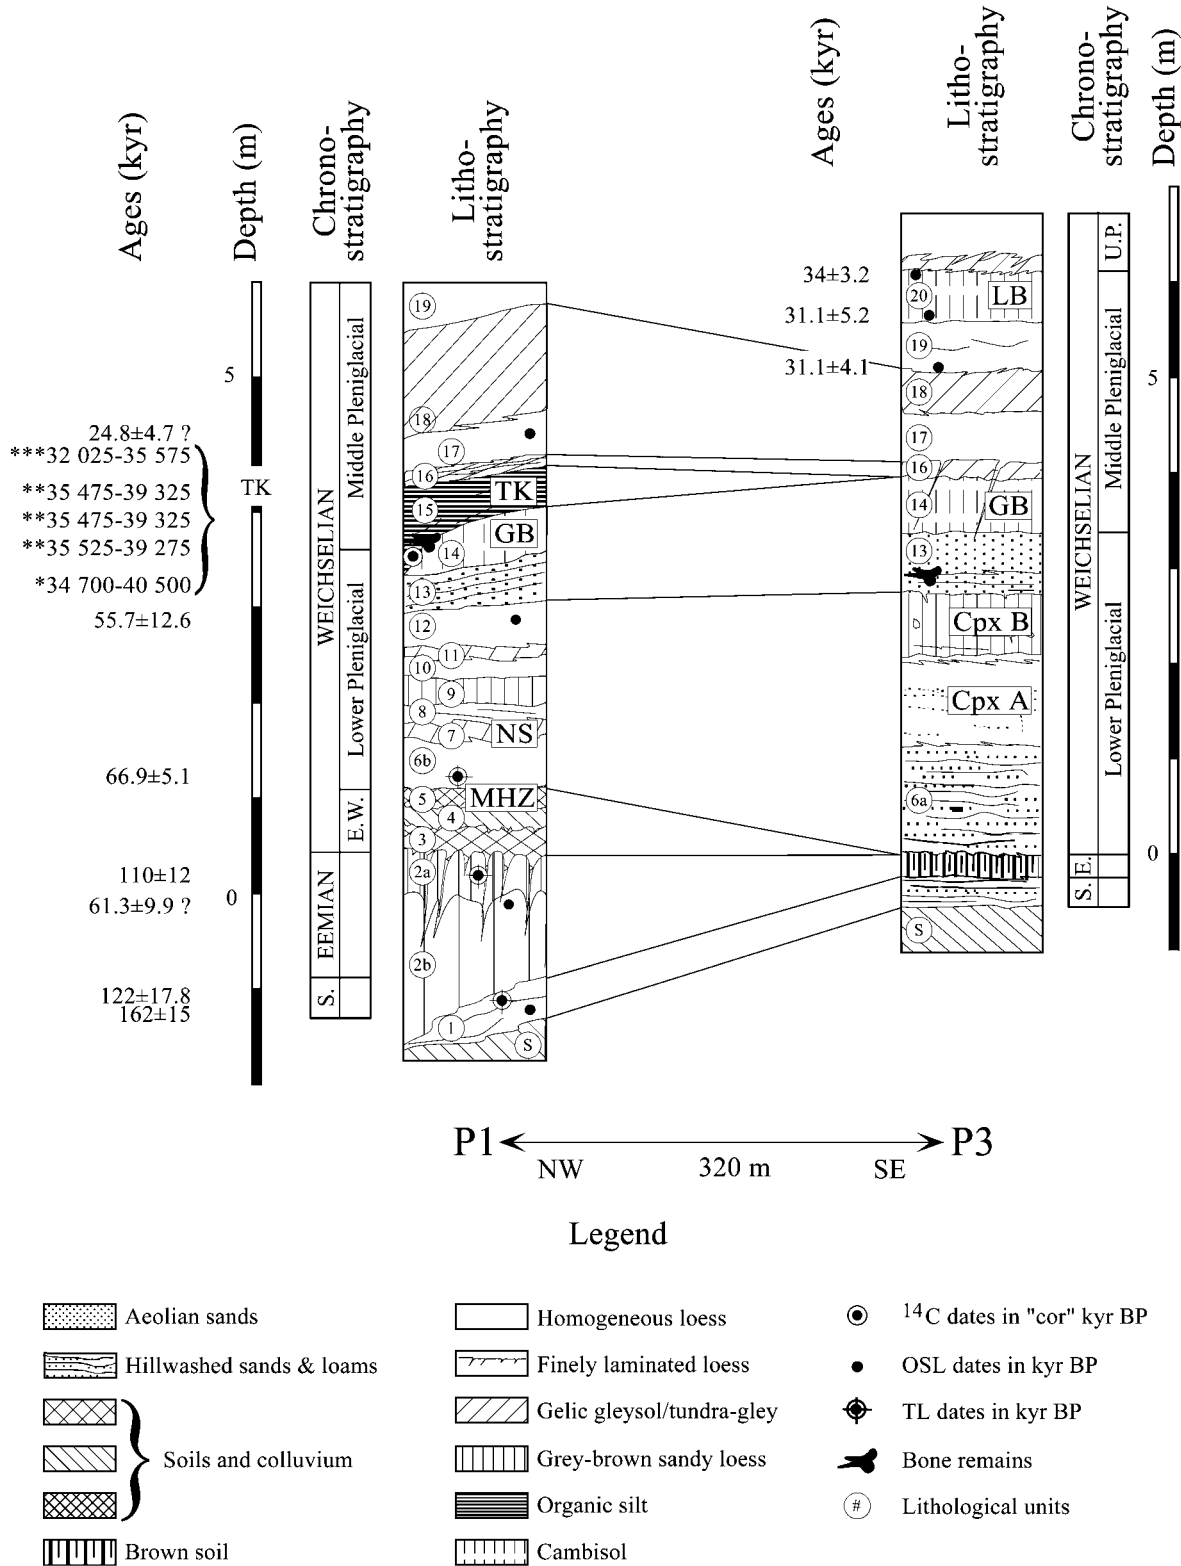 Ages (kyr)
Depth (m)
Chrono-
stratigraphy
Litho-
stratigraphy
Ages (kyr)
Litho-
stratigraphy
Chrono-
stratigraphy
Depth (m)
24.8±4.7 ?
***32 025-35 575
**35 475-39 325
**35 475-39 325
**35 525-39 275
*34 700-40 500
55.7±12.6
66.9±5.1
110±12
61.3±9.9 ?
122±17.8
162±15
5
TK
0
WEICHSELIAN
EEMIAN
S.
Middle Pleniglacial
Lower Pleniglacial
E.W.
19
18
17
16
15
TK
GB
14
13
12
11
10
9
8
7
NS
6b
5
MHZ
4
3
2a
2b
1
S
34±3.2
31.1±5.2
31.1±4.1
20
LB
19
18
17
16
14
GB
13
Cpx B
Cpx A
6a
S
WEICHSELIAN
E.
S.
U.P.
Middle Pleniglacial
Lower Pleniglacial
5
0
P1
P3
NW
320 m
SE
Legend
Aeolian sands
Hillwashed sands & loams
Soils and colluvium
Brown soil
Homogeneous loess
Finely laminated loess
Gelic gleysol/tundra-gley
Grey-brown sandy loess
Organic silt
Cambisol
14C dates in "cor" kyr BP
OSL dates in kyr BP
TL dates in kyr BP
Bone remains
# Lithological units